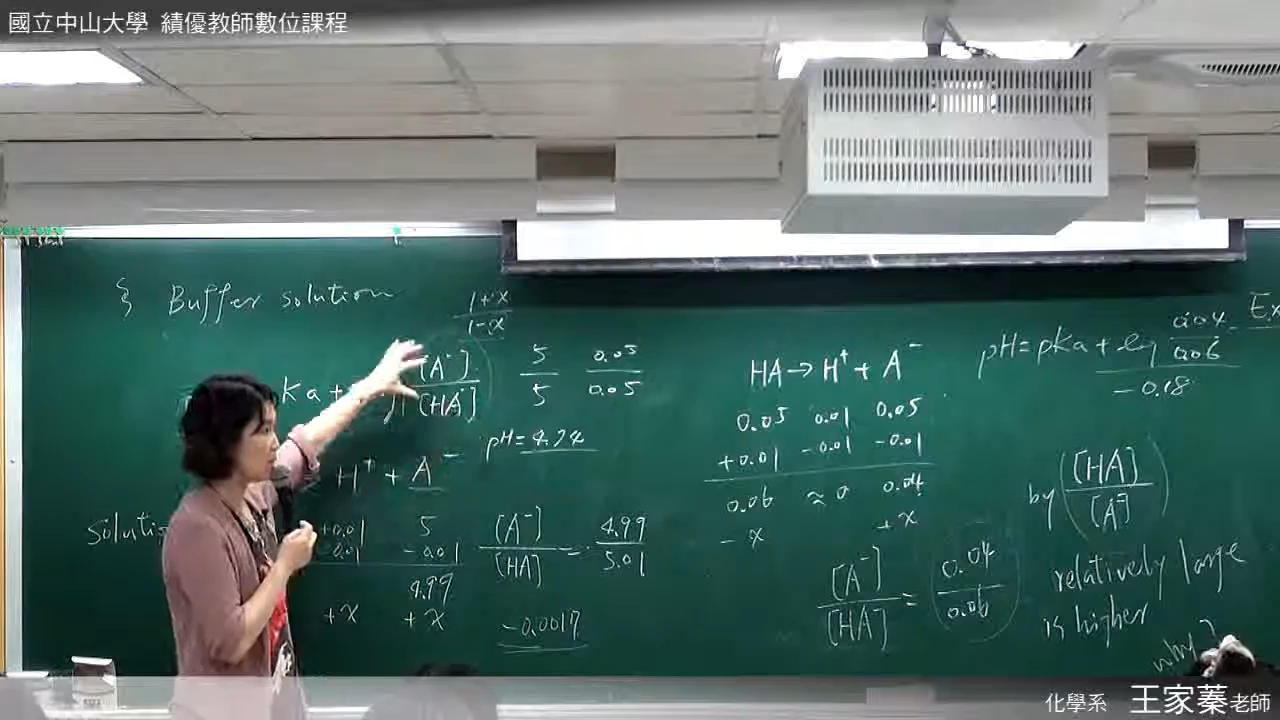 國立中山大學 績優教師數位課程
§ Buffer solution
1+x
1-x
Ka+
[A⁻]
[HA]
5
5
0.05
0.05
pH=4.74
H⁺ + A⁻
+0.01 5
-0.01 -0.01
4.99
+x +x
[A⁻]
[HA]
= 4.99
5.01
-0.0017
HA→H⁺+A⁻
0.05 0.01 0.05
+0.01 -0.01 -0.01
0.06 ≈0 0.04
-x +x
[A⁻]
[HA]
= 0.04
0.06
pH=pKa+log
0.04
0.06
-0.18
Ex
by
[HA]
[A⁻]
relatively large
is higher
why?
化學系 王家蓁老師